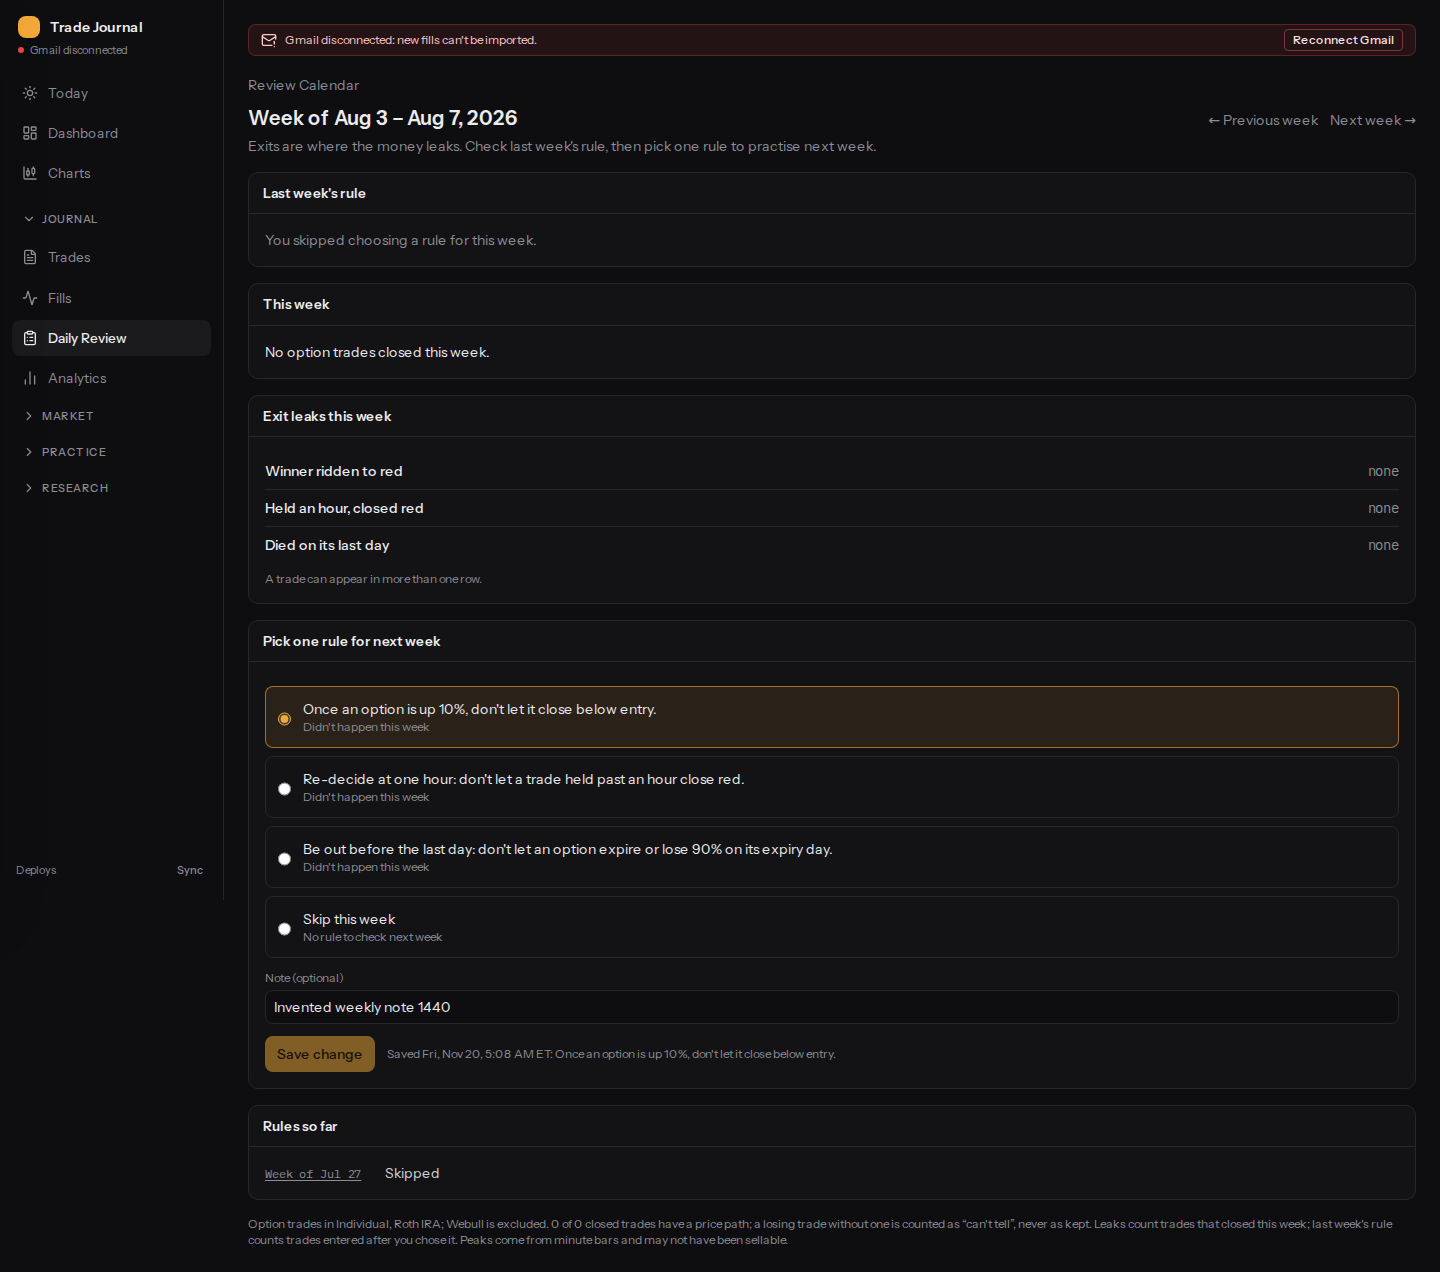 Trade Journal
Gmail disconnected
Today
Dashboard
Charts
JOURNAL
Trades
Fills
Daily Review
Analytics
MARKET
PRACTICE
RESEARCH
Deploys
Sync
Gmail disconnected: new fills can't be imported.
Reconnect Gmail
Review Calendar
Week of Aug 3 – Aug 7, 2026
← Previous week
Next week →
Exits are where the money leaks. Check last week's rule, then pick one rule to practise next week.
Last week's rule
You skipped choosing a rule for this week.
This week
No option trades closed this week.
Exit leaks this week
Winner ridden to red
none
Held an hour, closed red
none
Died on its last day
none
A trade can appear in more than one row.
Pick one rule for next week
Once an option is up 10%, don't let it close below entry.
Didn't happen this week
Re-decide at one hour: don't let a trade held past an hour close red.
Didn't happen this week
Be out before the last day: don't let an option expire or lose 90% on its expiry day.
Didn't happen this week
Skip this week
No rule to check next week
Note (optional)
Invented weekly note 1440
Save change
Saved Fri, Nov 20, 5:08 AM ET: Once an option is up 10%, don't let it close below entry.
Rules so far
Week of Jul 27
Skipped
Option trades in Individual, Roth IRA; Webull is excluded. 0 of 0 closed trades have a price path; a losing trade without one is counted as “can't tell”, never as kept. Leaks count trades that closed this week; last week's rule
counts trades entered after you chose it. Peaks come from minute bars and may not have been sellable.